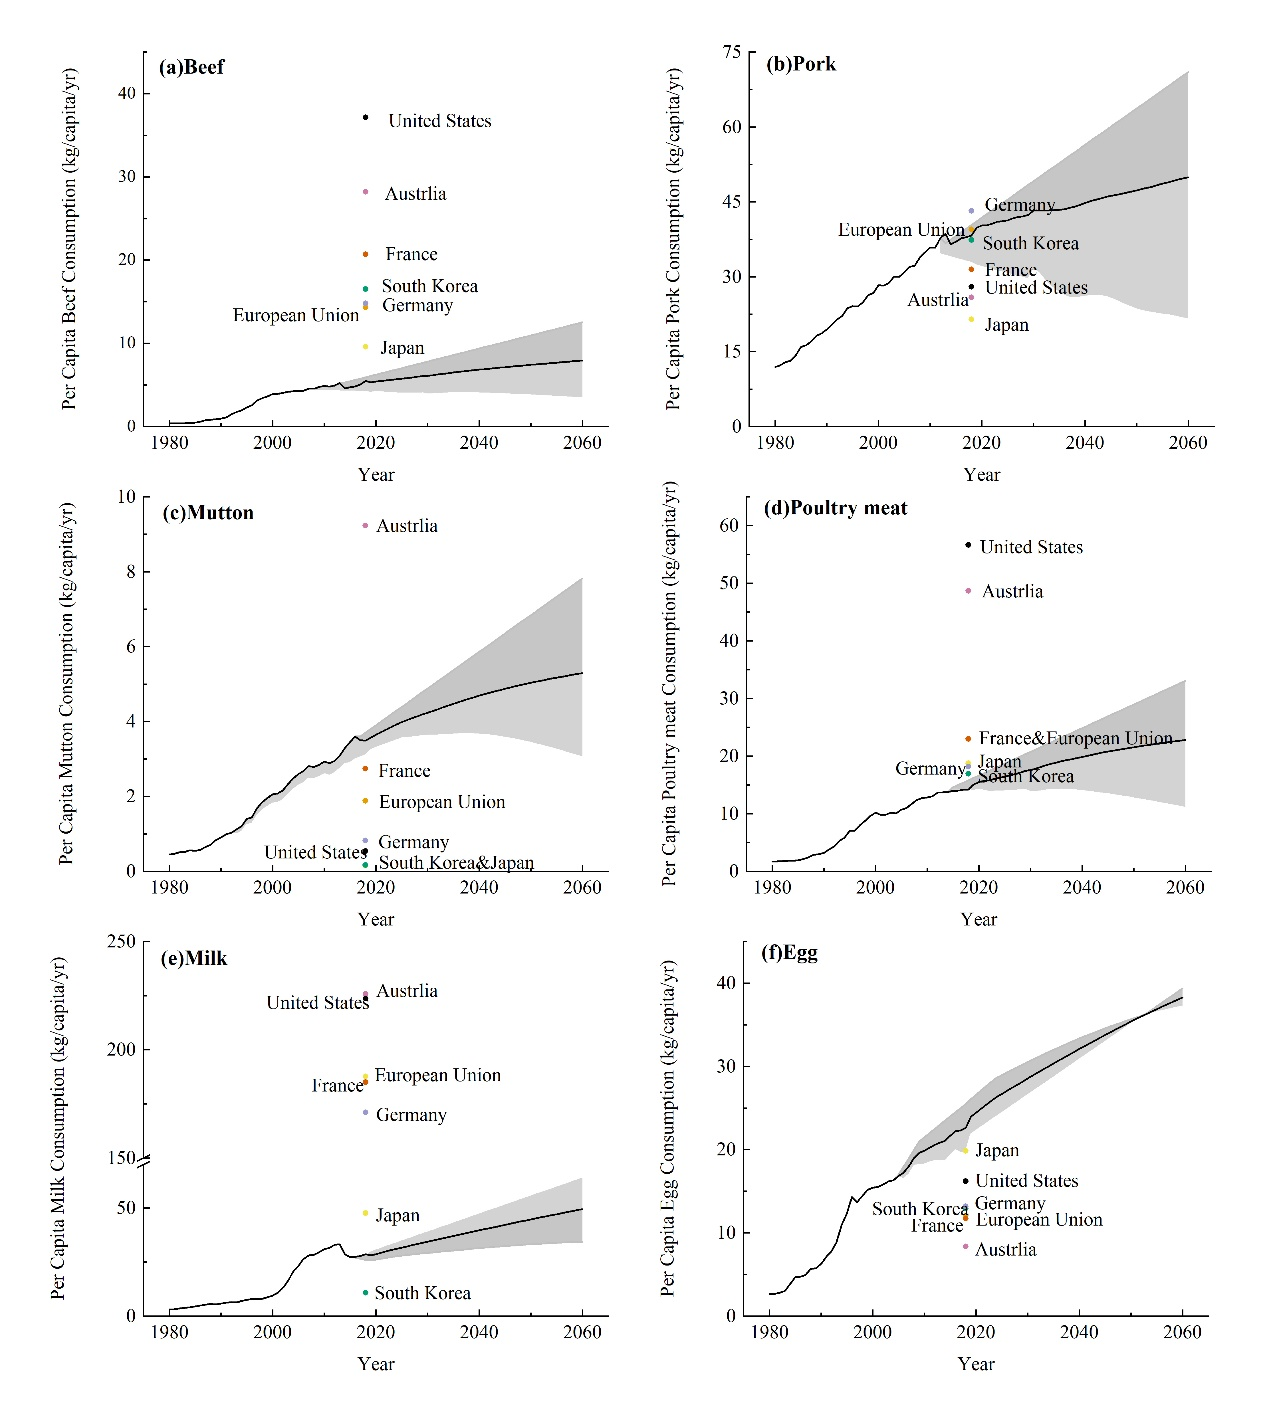 (a)Beef
Per Capita Beef Consumption (kg/capita/yr)
40
30
20
10
0
United States
Austrlia
France
South Korea
Germany
European Union
Japan
1980 2000 2020 2040 2060
Year
(b)Pork
Per Capita Pork Consumption (kg/capita/yr)
75
60
45
30
15
0
Germany
European Union
South Korea
France
United States
Austrlia
Japan
1980 2000 2020 2040 2060
Year
(c)Mutton
Per Capita Mutton Consumption (kg/capita/yr)
10
8
6
4
2
0
Austrlia
France
European Union
Germany
United States
South Korea&Japan
1980 2000 2020 2040 2060
Year
(d)Poultry meat
Per Capita Poultry meat Consumption (kg/capita/yr)
60
50
40
30
20
10
0
United States
Austrlia
France&European Union
Japan
Germany
South Korea
1980 2000 2020 2040 2060
Year
(e)Milk
Per Capita Milk Consumption (kg/capita/yr)
250
200
150
50
0
Austrlia
United States
European Union
France
Germany
Japan
South Korea
1980 2000 2020 2040 2060
Year
(f)Egg
Per Capita Egg Consumption (kg/capita/yr)
40
30
20
10
0
Japan
United States
Germany
South Korea
European Union
France
Austrlia
1980 2000 2020 2040 2060
Year